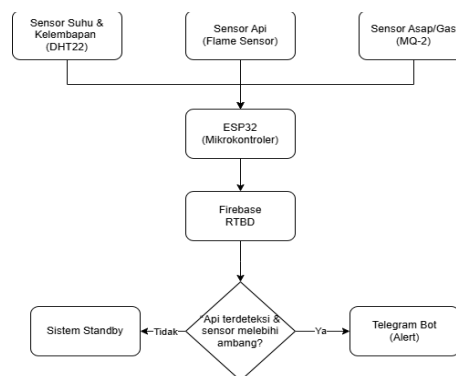 Sensor Suhu &
Kelembapan
(DHT22)
Sensor Api
(Flame Sensor)
Sensor Asap/Gas
(MQ-2)
ESP32
(Mikrokontroler)
Firebase
RTBD
"Api terdeteksi &
sensor melebihi
ambang?
Tidak
Ya
Sistem Standby
Telegram Bot
(Alert)